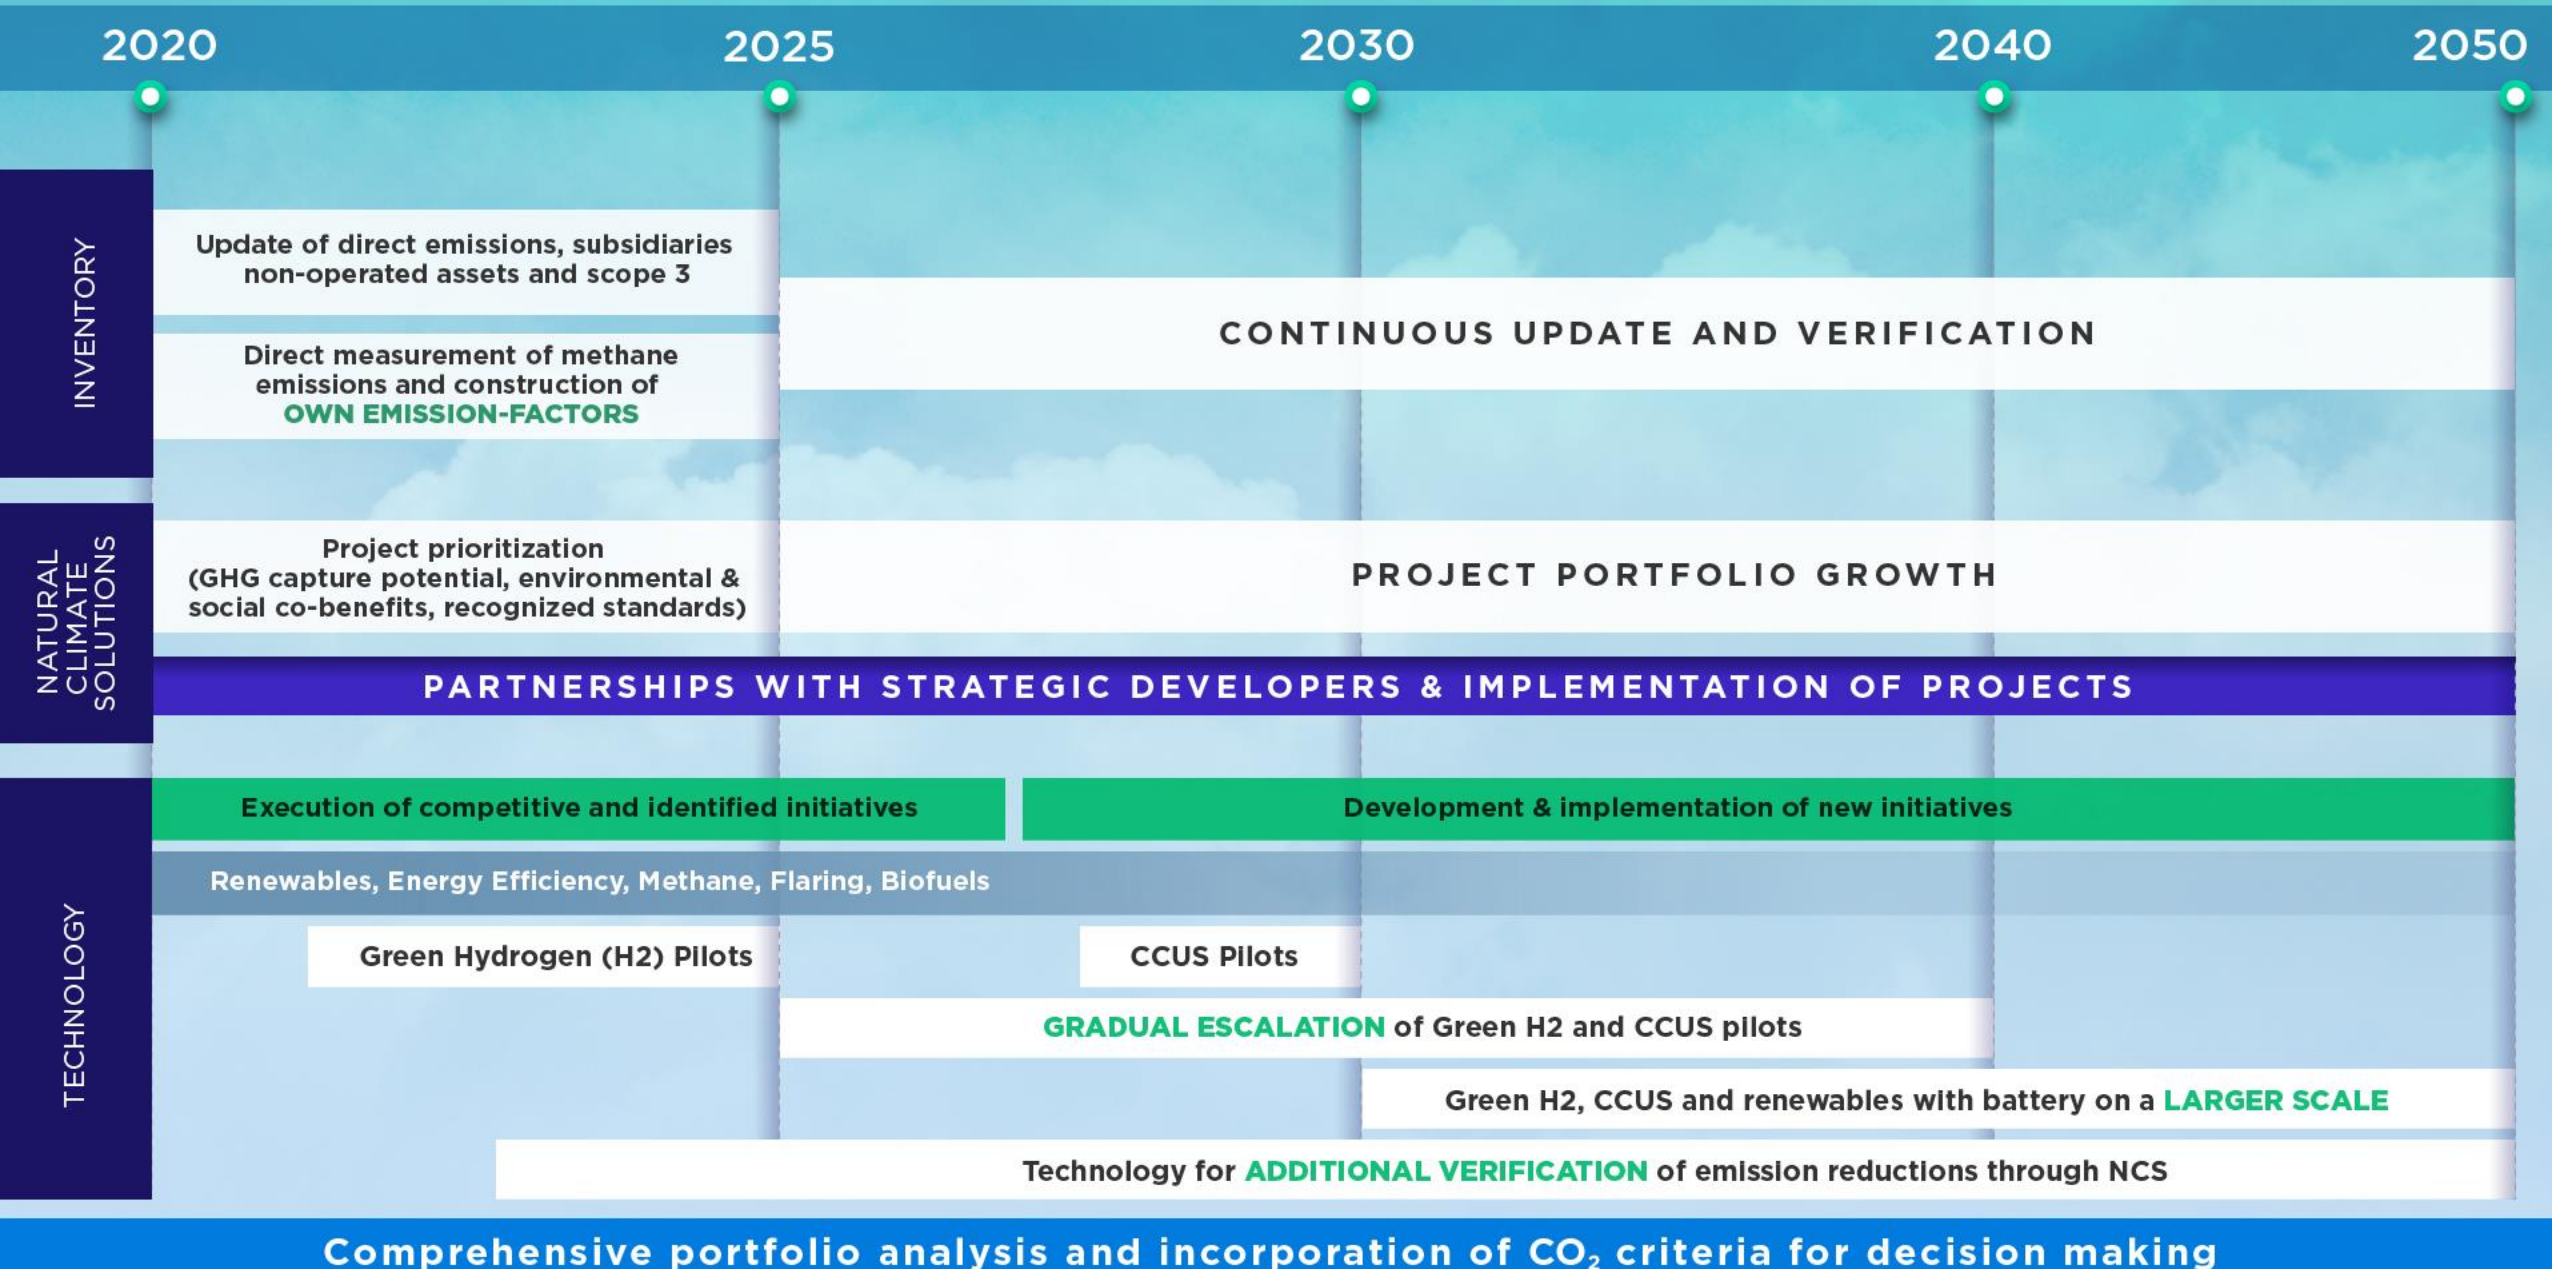 2020
2025
2030
2040
2050
INVENTORY
Update of direct emissions, subsidiaries
non-operated assets and scope 3
Direct measurement of methane
emissions and construction of
OWN EMISSION-FACTORS
CONTINUOUS UPDATE AND VERIFICATION
NATURAL
CLIMATE
SOLUTIONS
Project prioritization
(GHG capture potential, environmental &
social co-benefits, recognized standards)
PROJECT PORTFOLIO GROWTH
PARTNERSHIPS WITH STRATEGIC DEVELOPERS & IMPLEMENTATION OF PROJECTS
TECHNOLOGY
Execution of competitive and identified initiatives
Development & implementation of new initiatives
Renewables, Energy Efficiency, Methane, Flaring, Biofuels
Green Hydrogen (H2) Pilots
CCUS Pilots
GRADUAL ESCALATION of Green H2 and CCUS pilots
Green H2, CCUS and renewables with battery on a LARGER SCALE
Technology for ADDITIONAL VERIFICATION of emission reductions through NCS
Comprehensive portfolio analysis and incorporation of CO₂ criteria for decision making